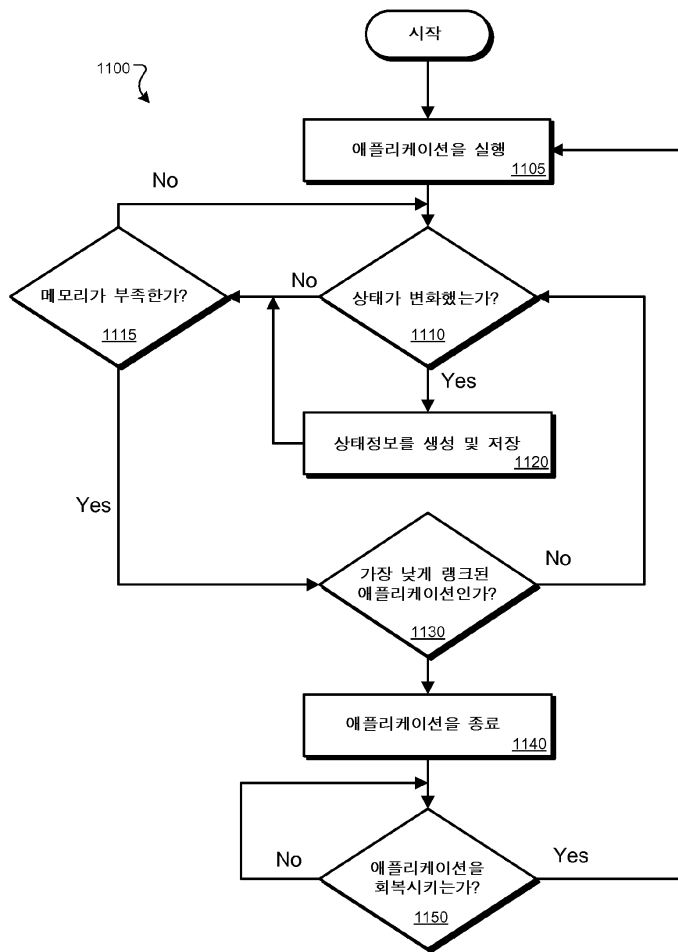 시작
1100
애플리케이션을 실행
1105
No
메모리가 부족한가?
1115
No
상태가 변화했는가?
1110
Yes
상태정보를 생성 및 저장
1120
Yes
가장 낮게 랭크된
애플리케이션인가?
1130
No
애플리케이션을 종료
1140
No
애플리케이션을
회복시키는가?
1150
Yes